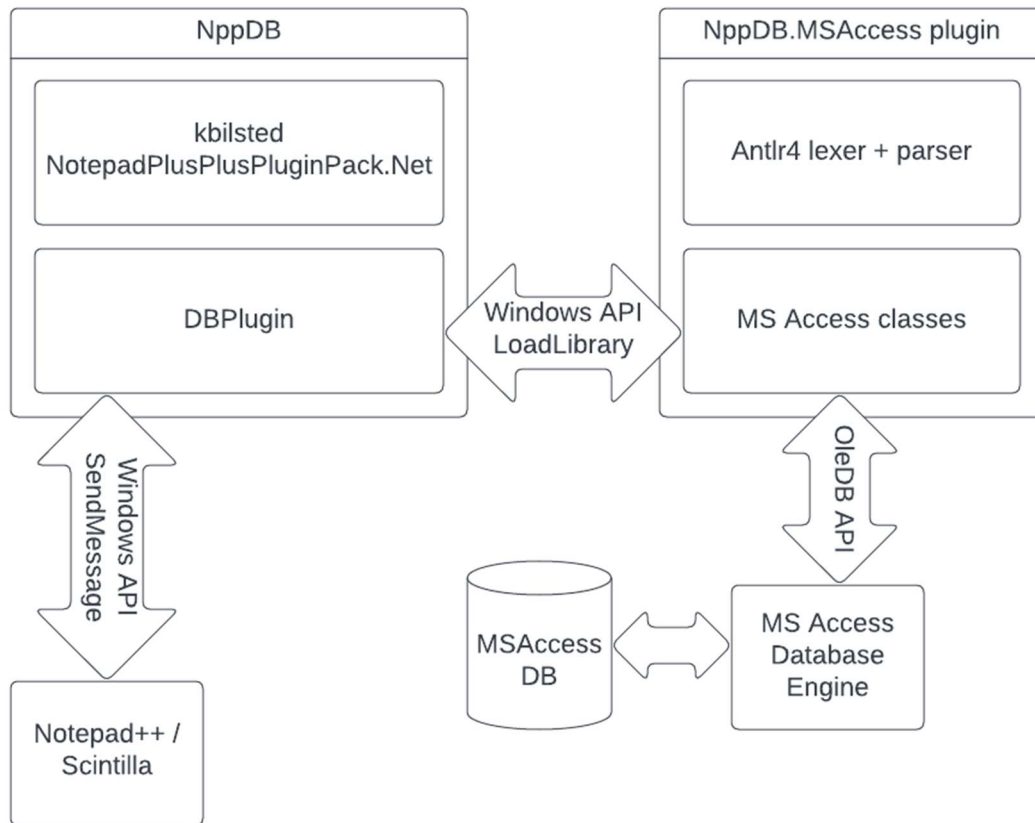 NppDB
kbilsted
NotepadPlusPlusPluginPack.Net
DBPlugin
Windows API
SendMessage
Notepad++ /
Scintilla
Windows API
LoadLibrary
NppDB.MSAccess plugin
Antlr4 lexer + parser
MS Access classes
OleDB API
MSAccess
DB
MS Access
Database
Engine